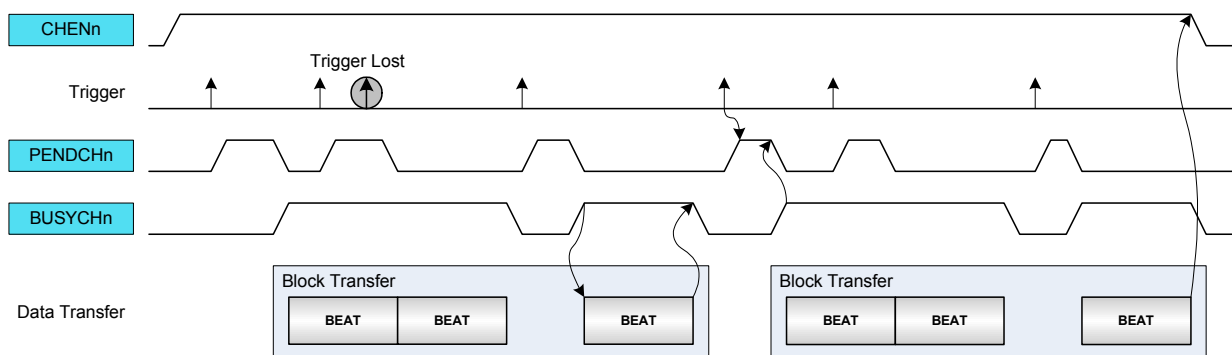 CHENn
Trigger Lost
Trigger
PENDCHn
BUSYCHn
Block Transfer
Block Transfer
Data Transfer
BEAT
BEAT
BEAT
BEAT
BEAT
BEAT